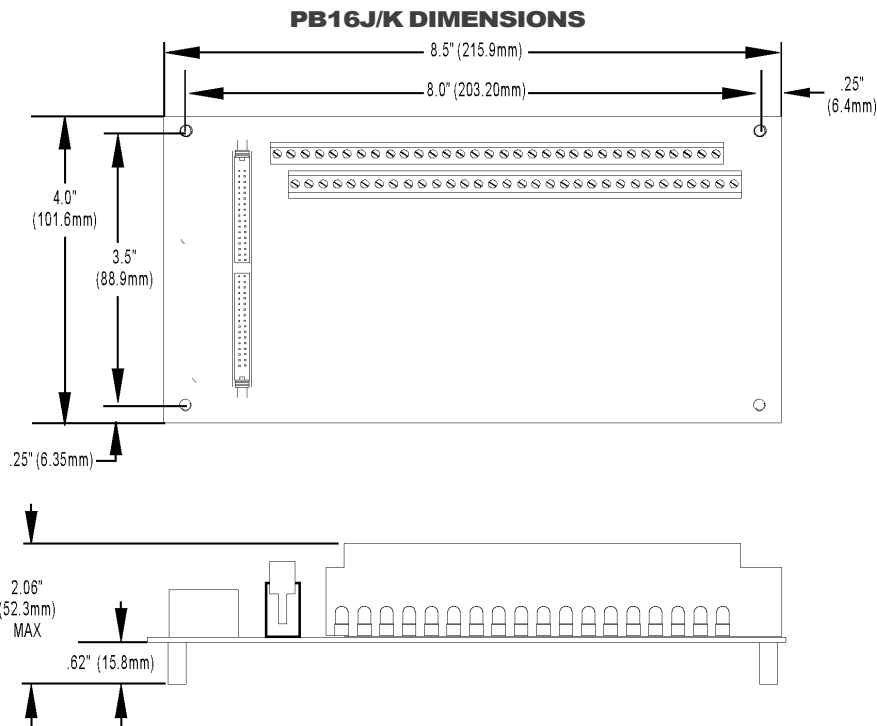 PB16J/K DIMENSIONS
8.5" (215.9mm)
8.0" (203.20mm)
.25"
(6.4mm)
4.0"
(101.6mm)
3.5"
(88.9mm)
.25" (6.35mm)
2.06"
(52.3mm)
MAX
.62" (15.8mm)